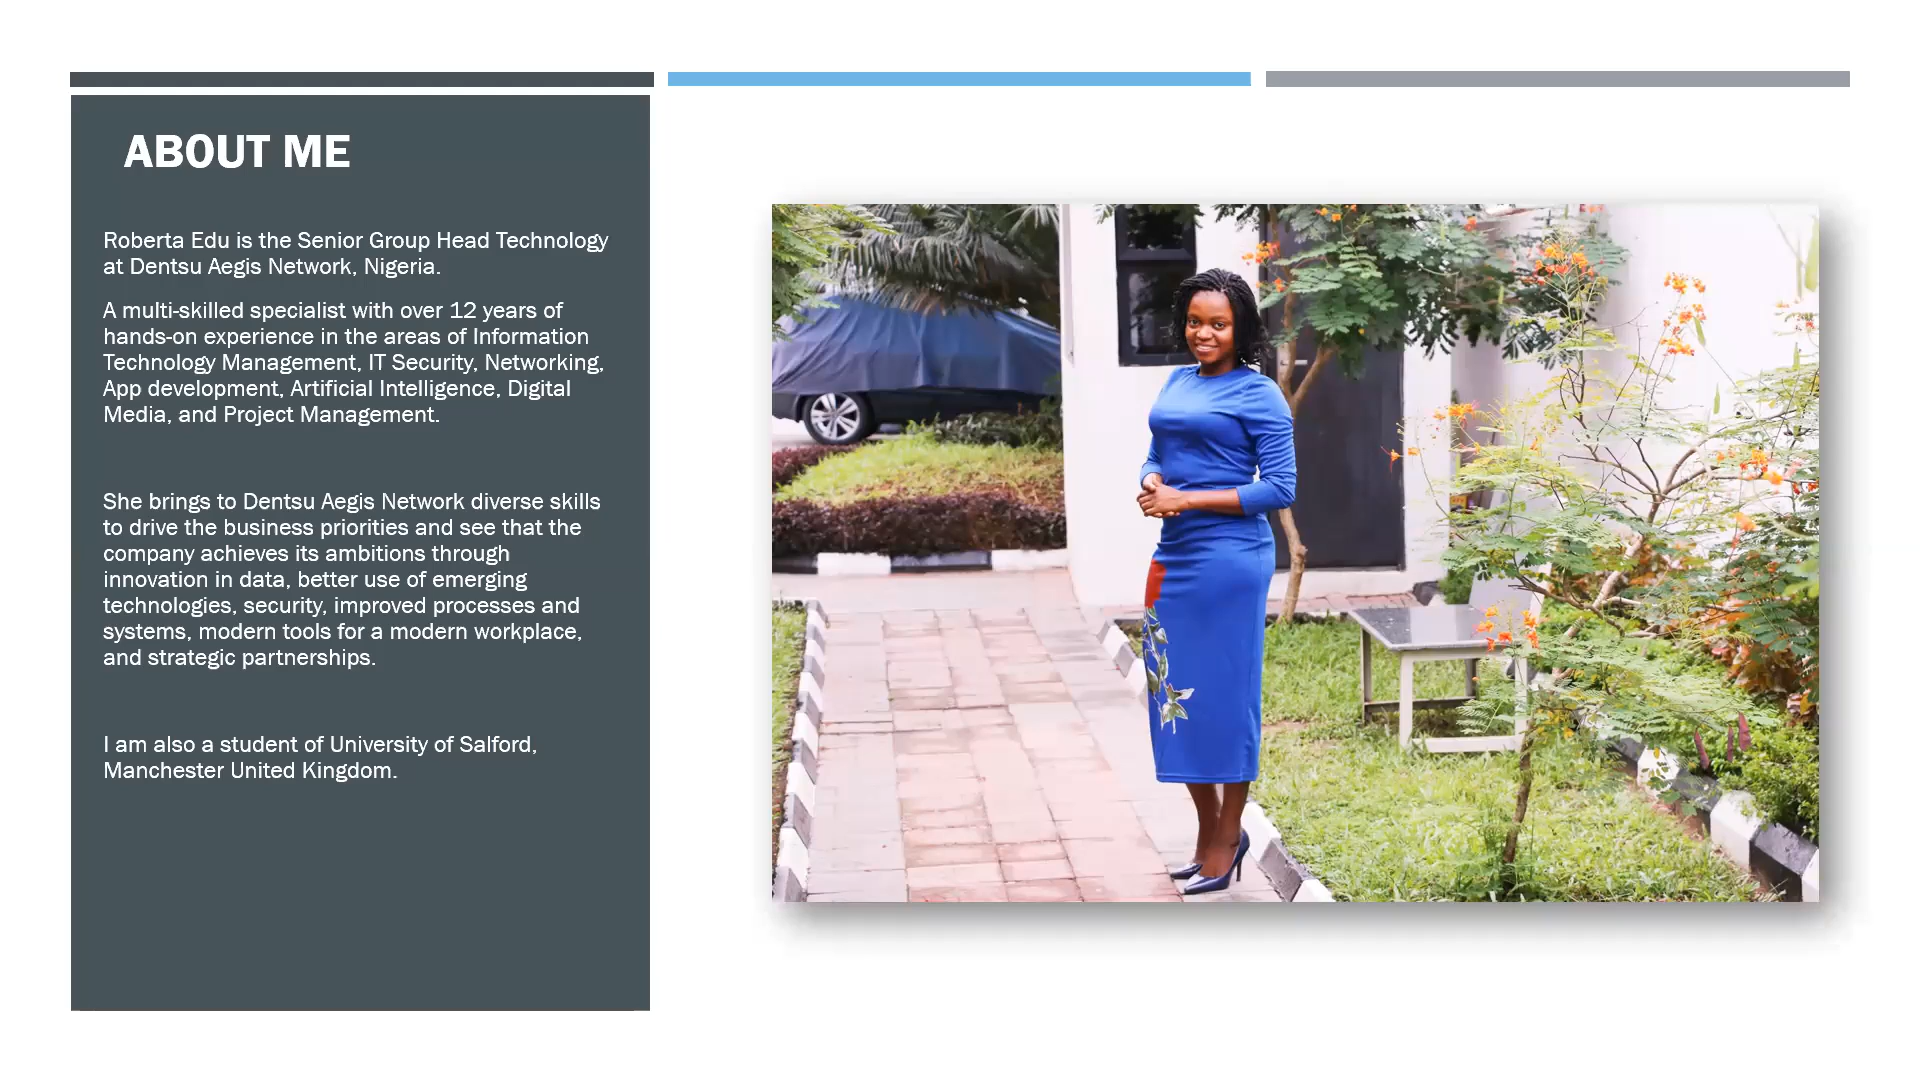 ABOUT ME
Roberta Edu is the Senior Group Head Technology
at Dentsu Aegis Network, Nigeria.
A multi-skilled specialist with over 12 years of
hands-on experience in the areas of Information
Technology Management, IT Security, Networking,
App development, Artificial Intelligence, Digital
Media, and Project Management.
She brings to Dentsu Aegis Network diverse skills
to drive the business priorities and see that the
company achieves its ambitions through
innovation in data, better use of emerging
technologies, security, improved processes and
systems, modern tools for a modern workplace,
and strategic partnerships.
I am also a student of University of Salford,
Manchester United Kingdom.